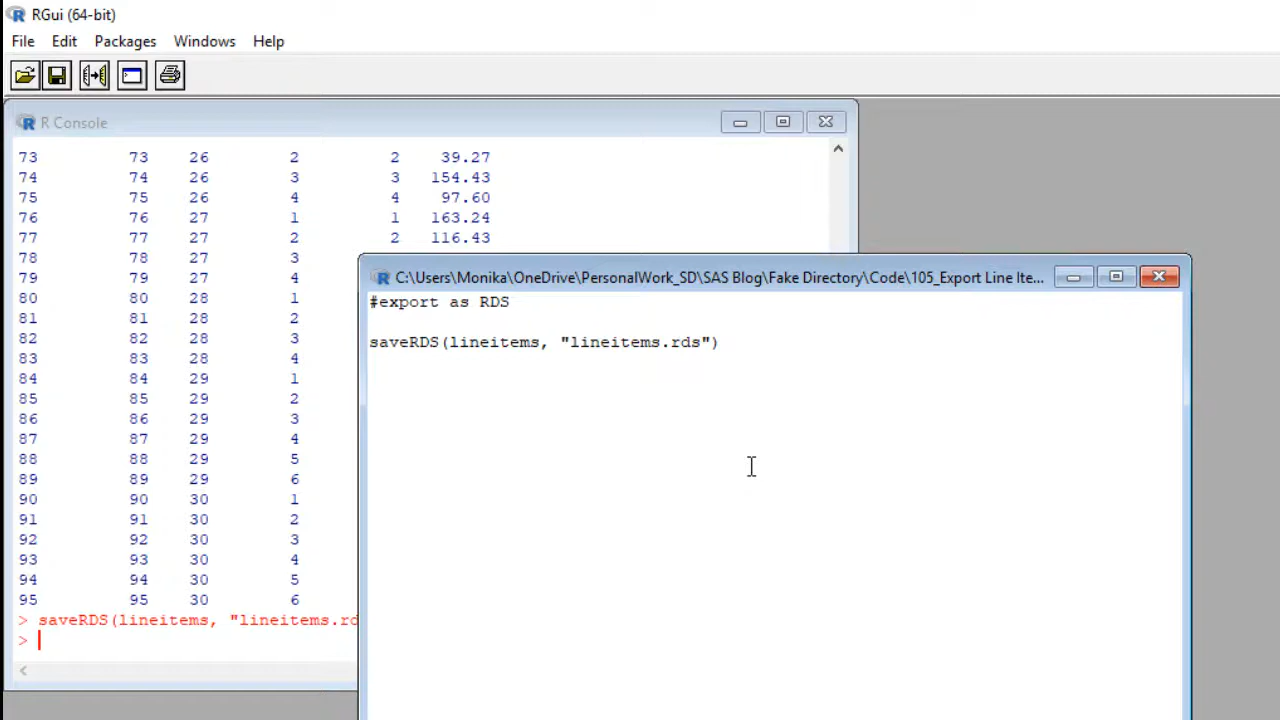 RGui (64-bit)
File Edit Packages Windows Help
R Console
73 73 26 2 2 39.27
74 74 26 3 3 154.43
75 75 26 4 4 97.60
76 76 27 1 1 163.24
77 77 27 2 2 116.43
78 78 27 3
79 79 27 4
80 80 28 1
81 81 28 2
82 82 28 3
83 83 28 4
84 84 29 1
85 85 29 2
86 86 29 3
87 87 29 4
88 88 29 5
89 89 29 6
90 90 30 1
91 91 30 2
92 92 30 3
93 93 30 4
94 94 30 5
95 95 30 6
> saveRDS(lineitems, "lineitems.rd
>
C:\Users\Monika\OneDrive\PersonalWork_SD\SAS Blog\Fake Directory\Code\105_Export Line Ite...
#export as RDS
saveRDS(lineitems, "lineitems.rds")